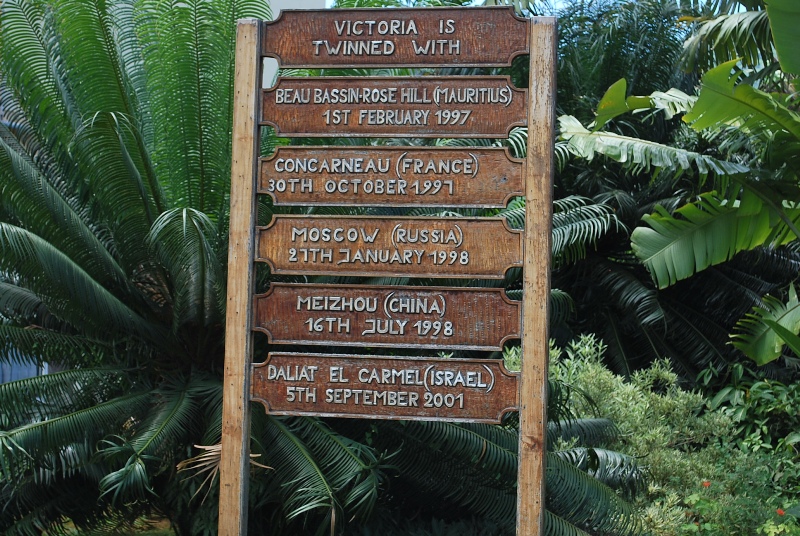 VICTORIA IS
TWINNED WITH
BEAU BASSIN-ROSE HILL (MAURITIUS)
1ST FEBRUARY 1997
CONCARNEAU (FRANCE)
30TH OCTOBER 1997
MOSCOW (RUSSIA)
27TH JANUARY 1998
MEIZHOU (CHINA)
16TH JULY 1998
DALIAT EL CARMEL (ISRAEL)
5TH SEPTEMBER 2001